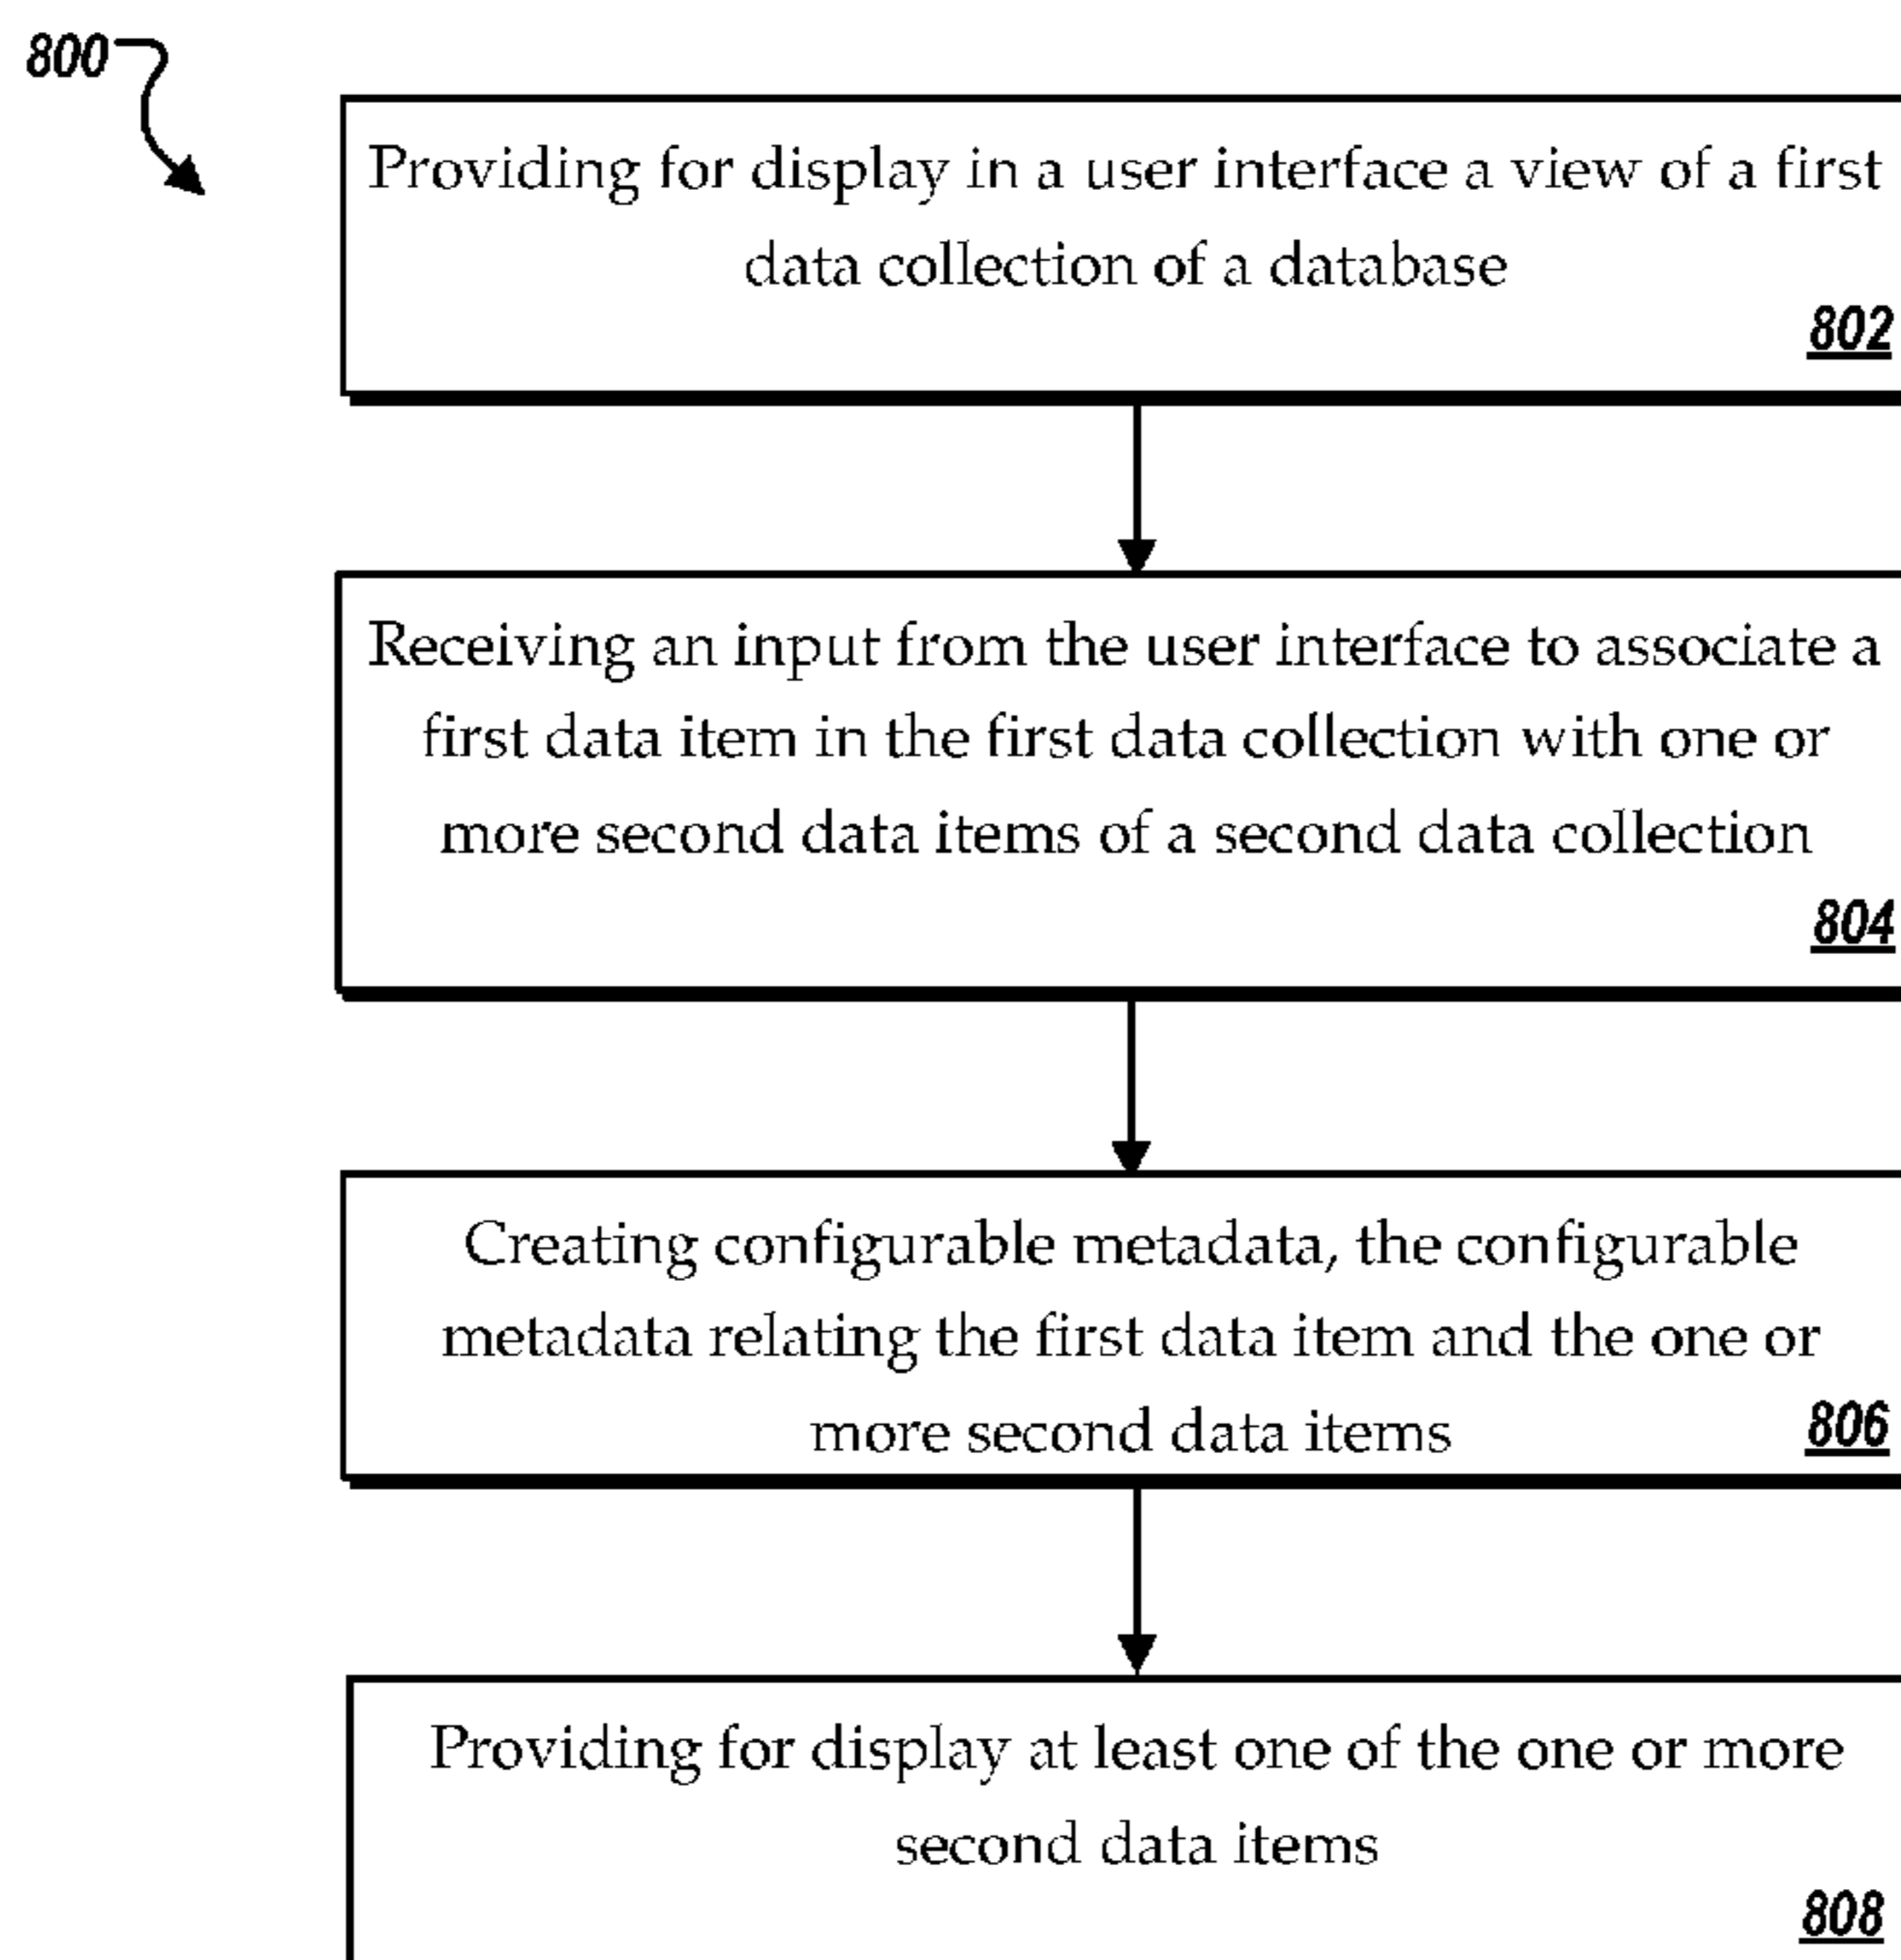 800
Providing for display in a user interface a view of a first
data collection of a database
802
Receiving an input from the user interface to associate a
first data item in the first data collection with one or
more second data items of a second data collection
804
Creating configurable metadata, the configurable
metadata relating the first data item and the one or
more second data items
806
Providing for display at least one of the one or more
second data items
808